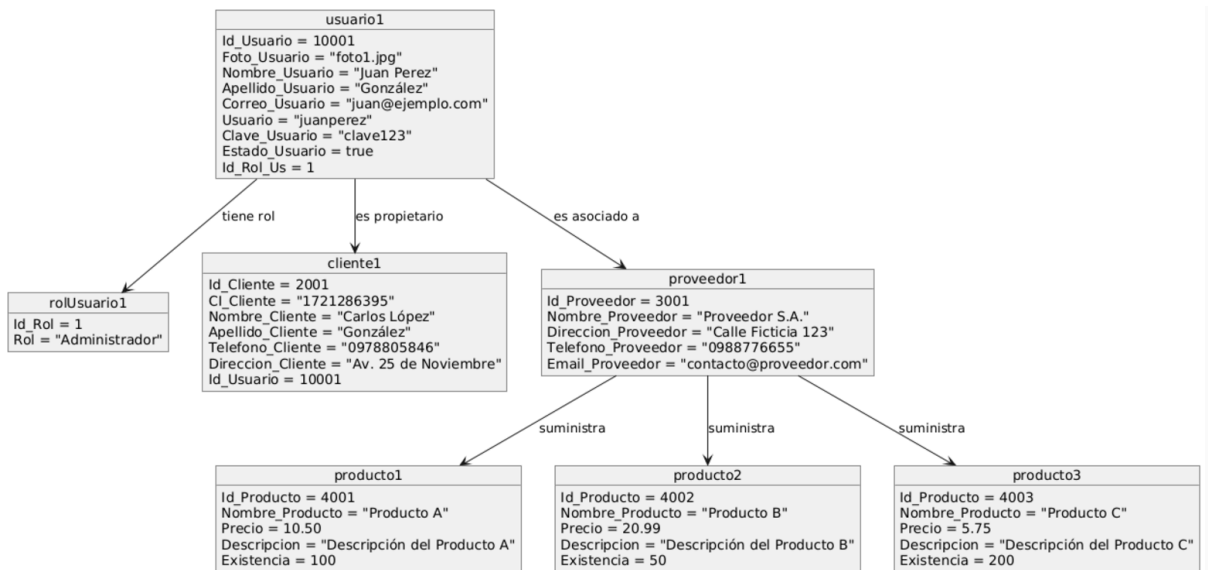 usuario1
Id_Usuario = 10001
Foto_Usuario = "foto1.jpg"
Nombre_Usuario = "Juan Perez"
Apellido_Usuario = "González"
Correo_Usuario = "juan@ejemplo.com"
Usuario = "juanperez"
Clave_Usuario = "clave123"
Estado_Usuario = true
Id_Rol_Us = 1
tiene rol
es propietario
es asociado a
rolUsuario1
Id_Rol = 1
Rol = "Administrador"
cliente1
Id_Cliente = 2001
CI_Cliente = "1721286395"
Nombre_Cliente = "Carlos López"
Apellido_Cliente = "González"
Telefono_Cliente = "0978805846"
Direccion_Cliente = "Av. 25 de Noviembre"
Id_Usuario = 10001
proveedor1
Id_Proveedor = 3001
Nombre_Proveedor = "Proveedor S.A."
Direccion_Proveedor = "Calle Ficticia 123"
Telefono_Proveedor = "0988776655"
Email_Proveedor = "contacto@proveedor.com"
suministra
suministra
suministra
producto1
Id_Producto = 4001
Nombre_Producto = "Producto A"
Precio = 10.50
Descripcion = "Descripción del Producto A"
Existencia = 100
producto2
Id_Producto = 4002
Nombre_Producto = "Producto B"
Precio = 20.99
Descripcion = "Descripción del Producto B"
Existencia = 50
producto3
Id_Producto = 4003
Nombre_Producto = "Producto C"
Precio = 5.75
Descripcion = "Descripción del Producto C"
Existencia = 200